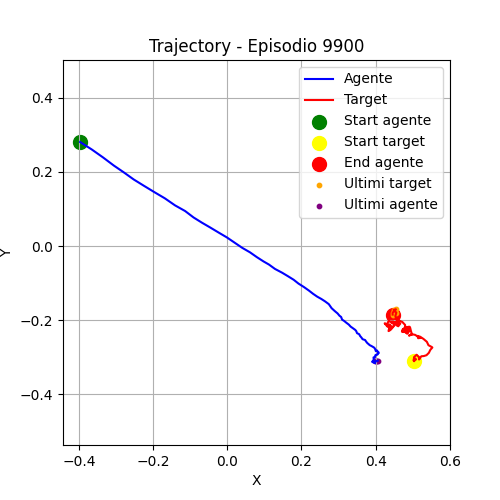 Trajectory - Episodio 9900
Agente
Target
Start agente
Start target
End agente
Ultimi target
Ultimi agente
0.4
0.2
0.0
−0.2
−0.4
Y
−0.4
−0.2
0.0
0.2
0.4
0.6
X